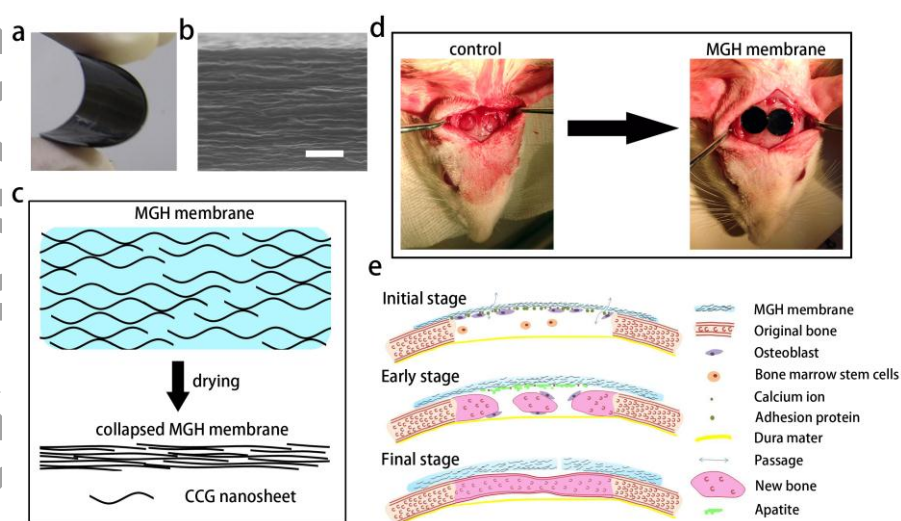 a
b
c
MGH membrane
drying
collapsed MGH membrane
CCG nanosheet
d
control
MGH membrane
e
Initial stage
Early stage
Final stage
MGH membrane
Original bone
Osteoblast
Bone marrow stem cells
Calcium ion
Adhesion protein
Dura mater
Passage
New bone
Apatite